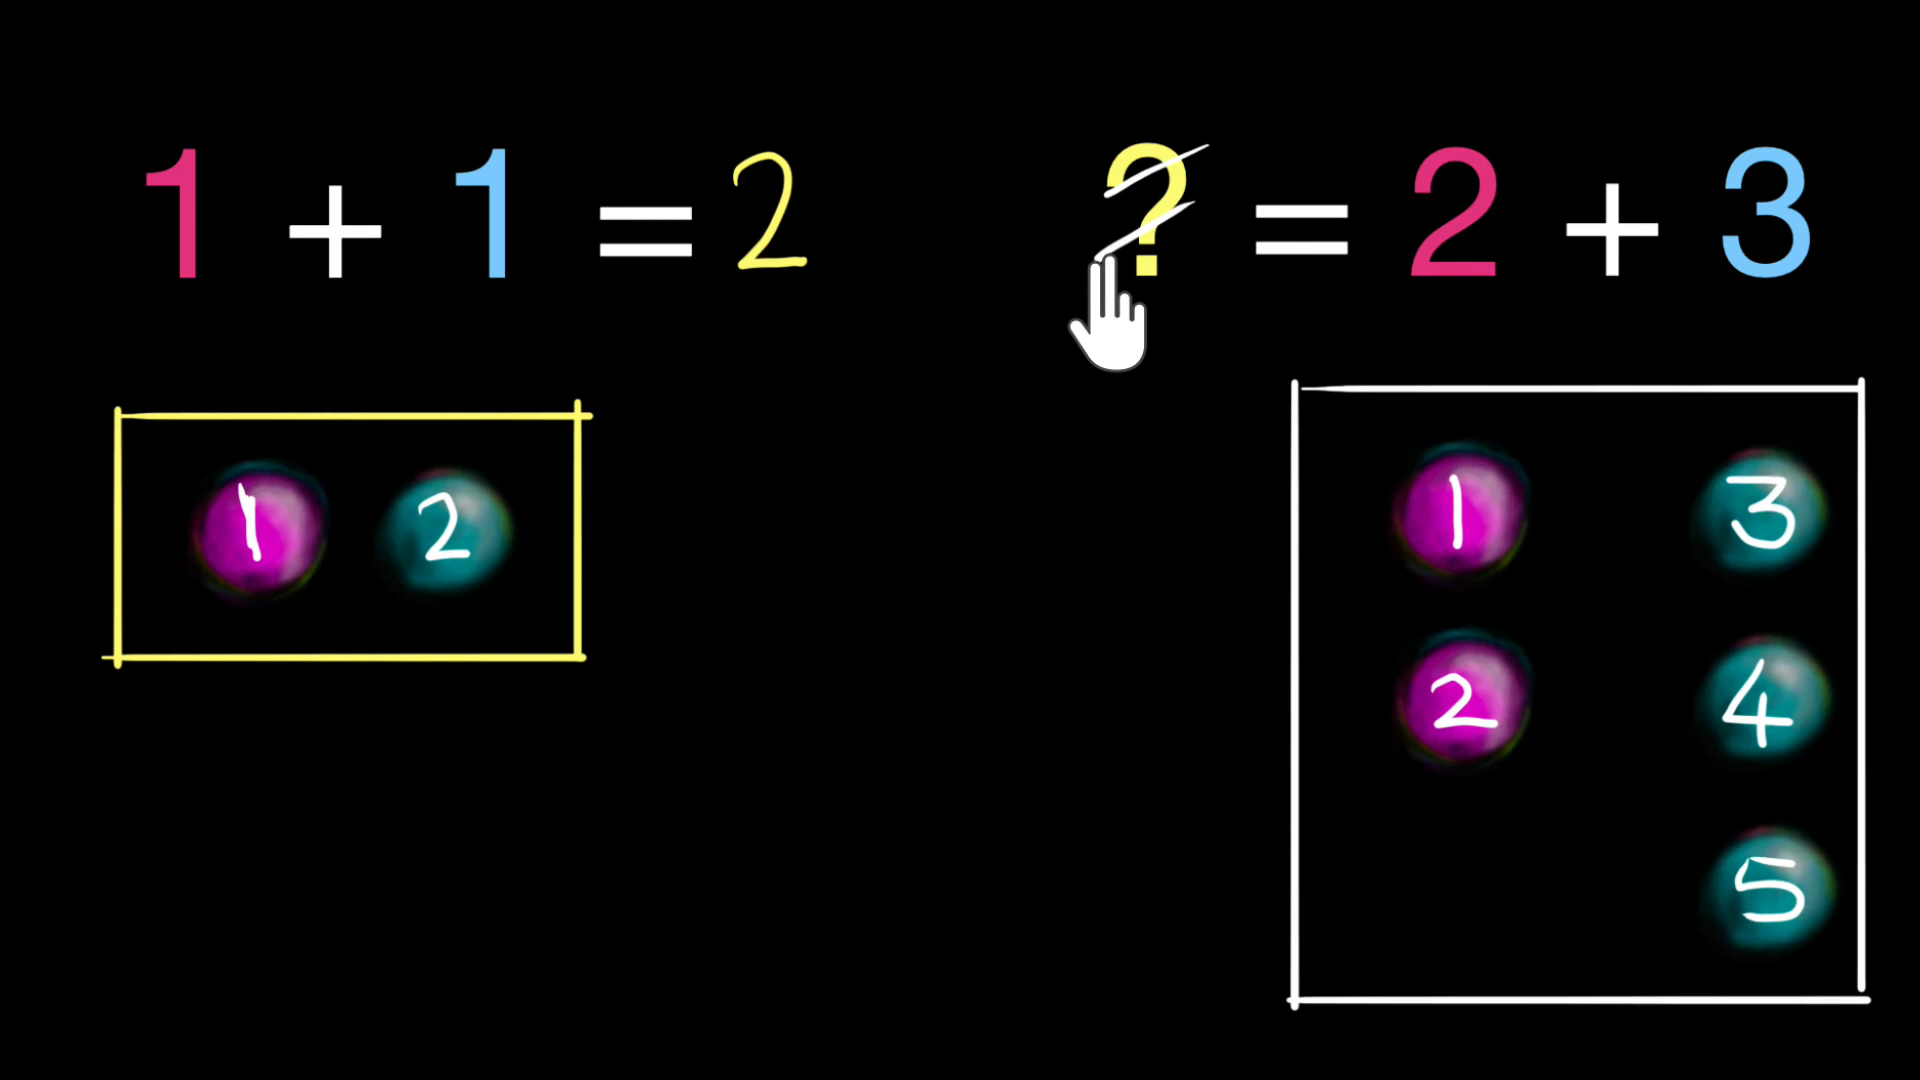 1 + 1 = 2
? = 2 + 3
1 2
1 3
2 4
5